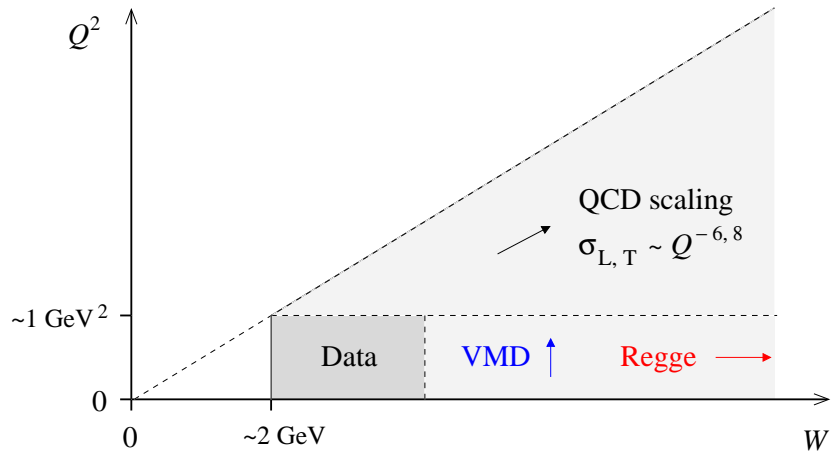 Q²
QCD scaling
σL, T ~ Q⁻⁶,⁸
~1 GeV²
Data
VMD
Regge
0
0
~2 GeV
W